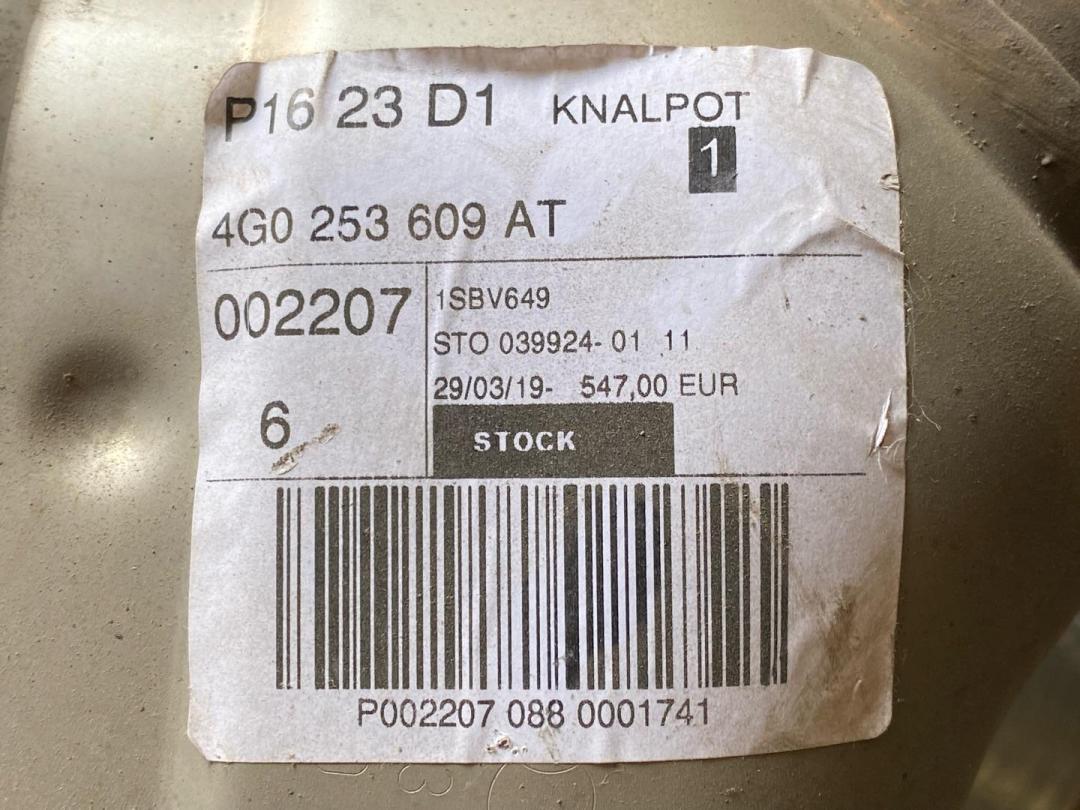 P16 23 D1 KNALPOT
1
4G0 253 609 AT
002207
1SBV649
STO 039924- 01 11
29/03/19- 547,00 EUR
6
STOCK
P002207 088 0001741